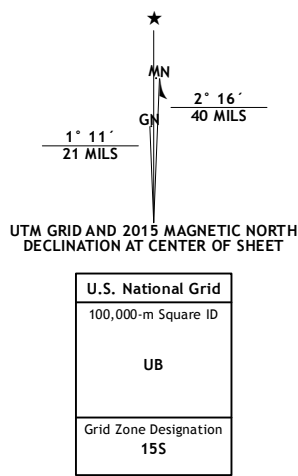 ★
MN
GN
2° 16´
40 MILS
1° 11´
21 MILS
UTM GRID AND 2015 MAGNETIC NORTH
DECLINATION AT CENTER OF SHEET
U.S. National Grid
100,000-m Square ID
UB
Grid Zone Designation
15S